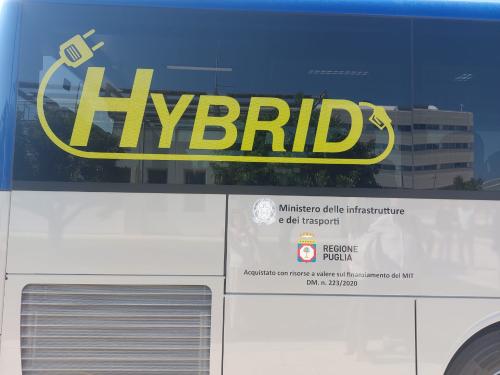 HYBRID
Ministero delle infrastrutture
e dei trasporti
REGIONE
PUGLIA
Acquistato con risorse a valere sul finanziamento del MIT
DM. n. 223/2020